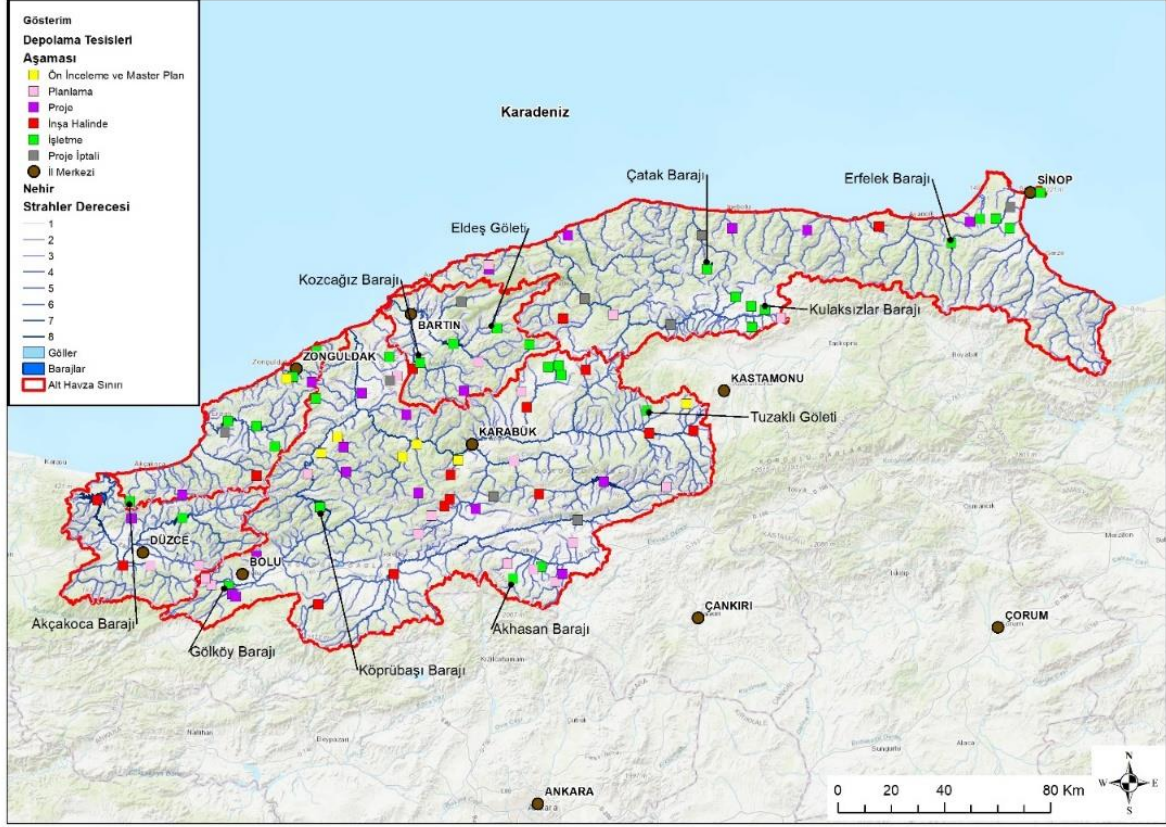 Gösterim
Depolama Tesisleri
Aşaması
Ön İnceleme ve Master Plan
Planlama
Proje
İnşa Halinde
İşletme
Proje İptali
İl Merkezi
Nehir
Strahler Derecesi
1
2
3
4
5
6
7
8
Göller
Barajlar
Alt Havza Sınırı
Karadeniz
Çatak Barajı
Erfelek Barajı
SİNOP
Eldeş Göleti
Kozcağız Barajı
BARTIN
Kulaksızlar Barajı
ZONGULDAK
KASTAMONU
Tuzaklı Göleti
KARABÜK
DÜZCE
BOLU
Akçakoca Barajı
Gölköy Barajı
Köprübaşı Barajı
Akhasan Barajı
ÇANKIRI
ÇORUM
ANKARA
N
W E
S
0 20 40 80 Km